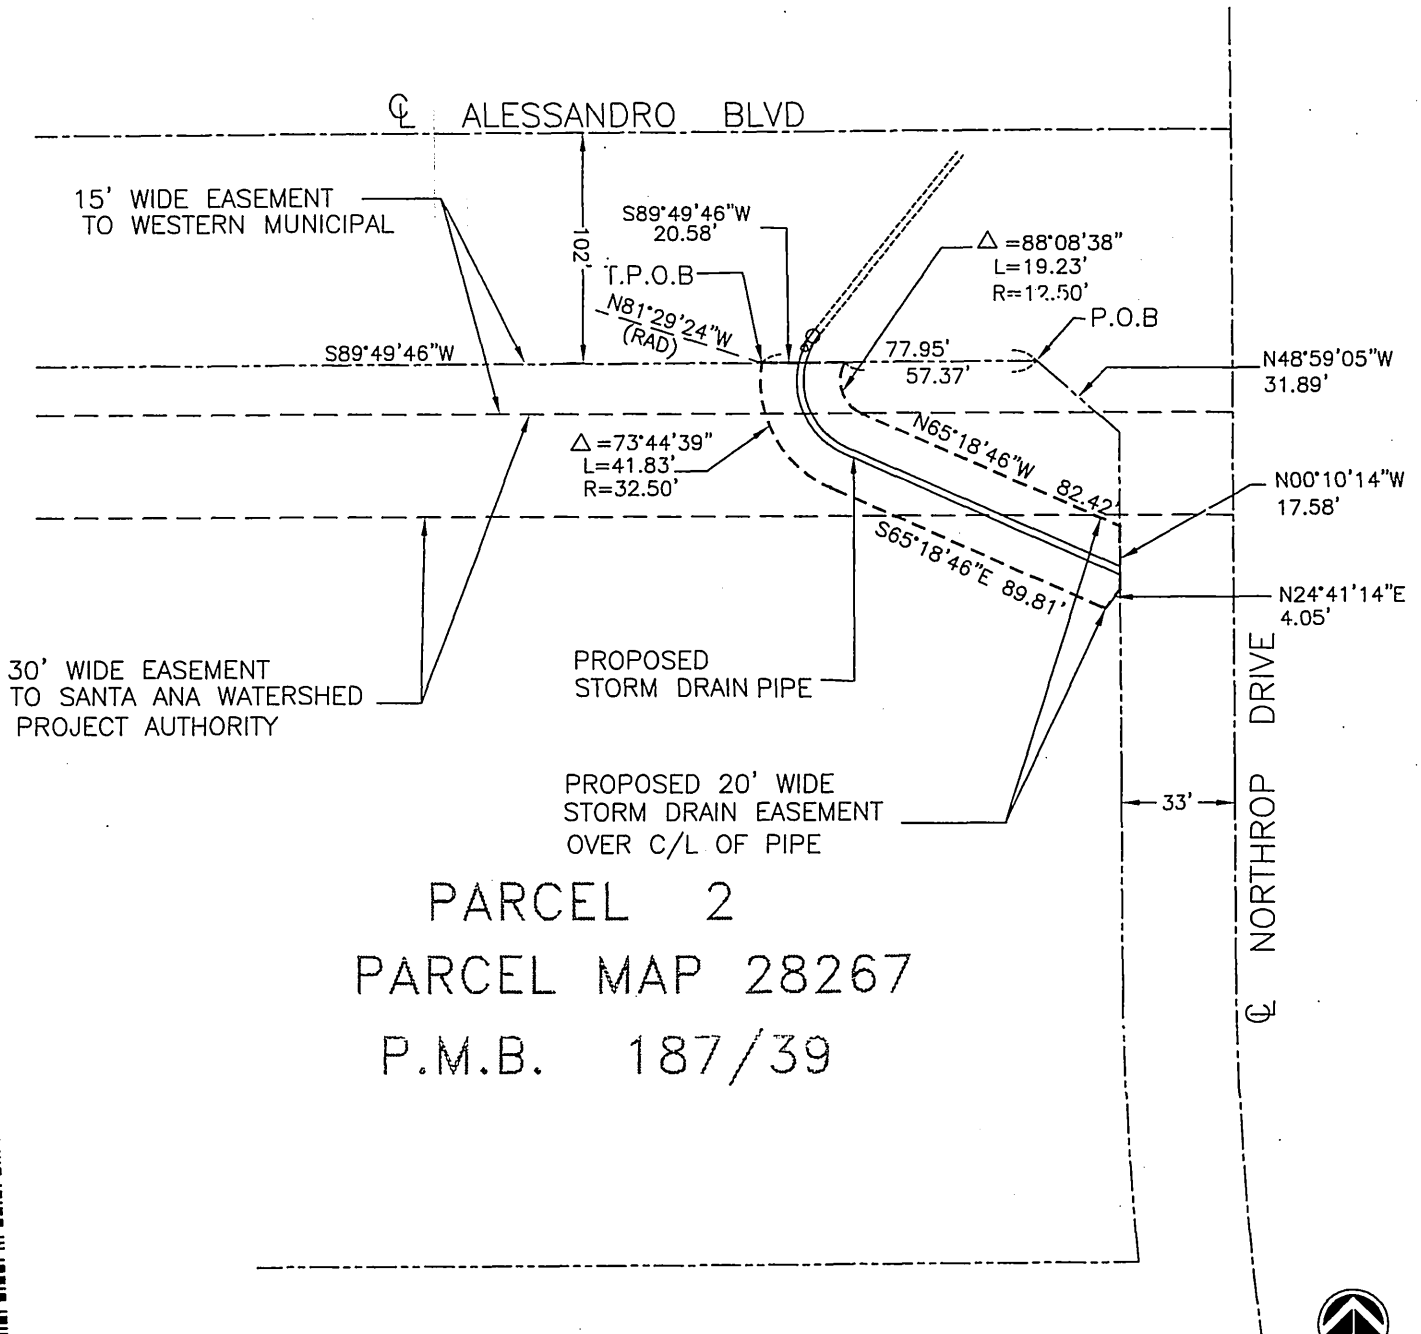 ℄ ALESSANDRO BLVD
15' WIDE EASEMENT
TO WESTERN MUNICIPAL
102'
S89°49'46"W
20.58'
T.P.O.B
N81°29'24"W
(RAD)
△=88°08'38"
L=19.23'
R=12.50'
P.O.B
S89°49'46"W
77.95'
57.37'
N48°59'05"W
31.89'
△=73°44'39"
L=41.83'
R=32.50'
N65°18'46"W 82.42'
N00°10'14"W
17.58'
S65°18'46"E 89.81'
N24°41'14"E
4.05'
30' WIDE EASEMENT
TO SANTA ANA WATERSHED
PROJECT AUTHORITY
PROPOSED
STORM DRAIN PIPE
PROPOSED 20' WIDE
STORM DRAIN EASEMENT
OVER C/L OF PIPE
33'
℄ NORTHROP DRIVE
PARCEL 2
PARCEL MAP 28267
P.M.B. 187/39